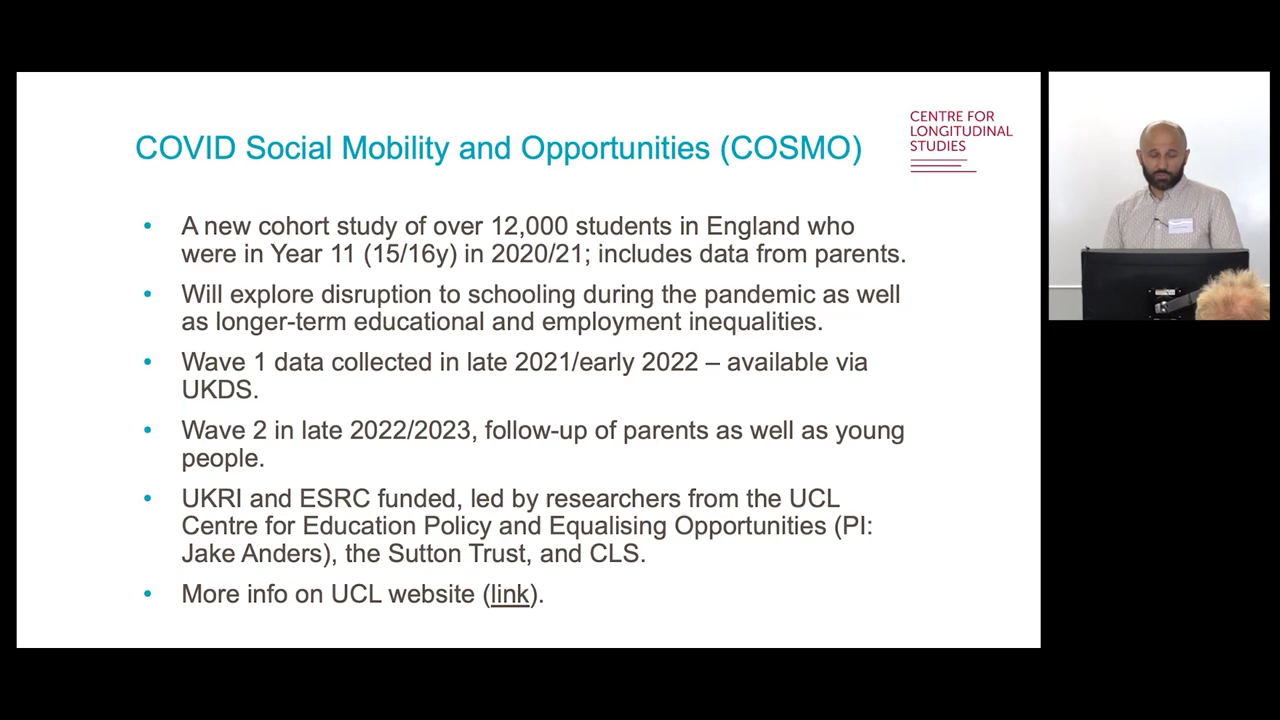 COVID Social Mobility and Opportunities (COSMO)
CENTRE FOR
LONGITUDINAL
STUDIES
• A new cohort study of over 12,000 students in England who
were in Year 11 (15/16y) in 2020/21; includes data from parents.
• Will explore disruption to schooling during the pandemic as well
as longer-term educational and employment inequalities.
• Wave 1 data collected in late 2021/early 2022 – available via
UKDS.
• Wave 2 in late 2022/2023, follow-up of parents as well as young
people.
• UKRI and ESRC funded, led by researchers from the UCL
Centre for Education Policy and Equalising Opportunities (PI:
Jake Anders), the Sutton Trust, and CLS.
• More info on UCL website (link).